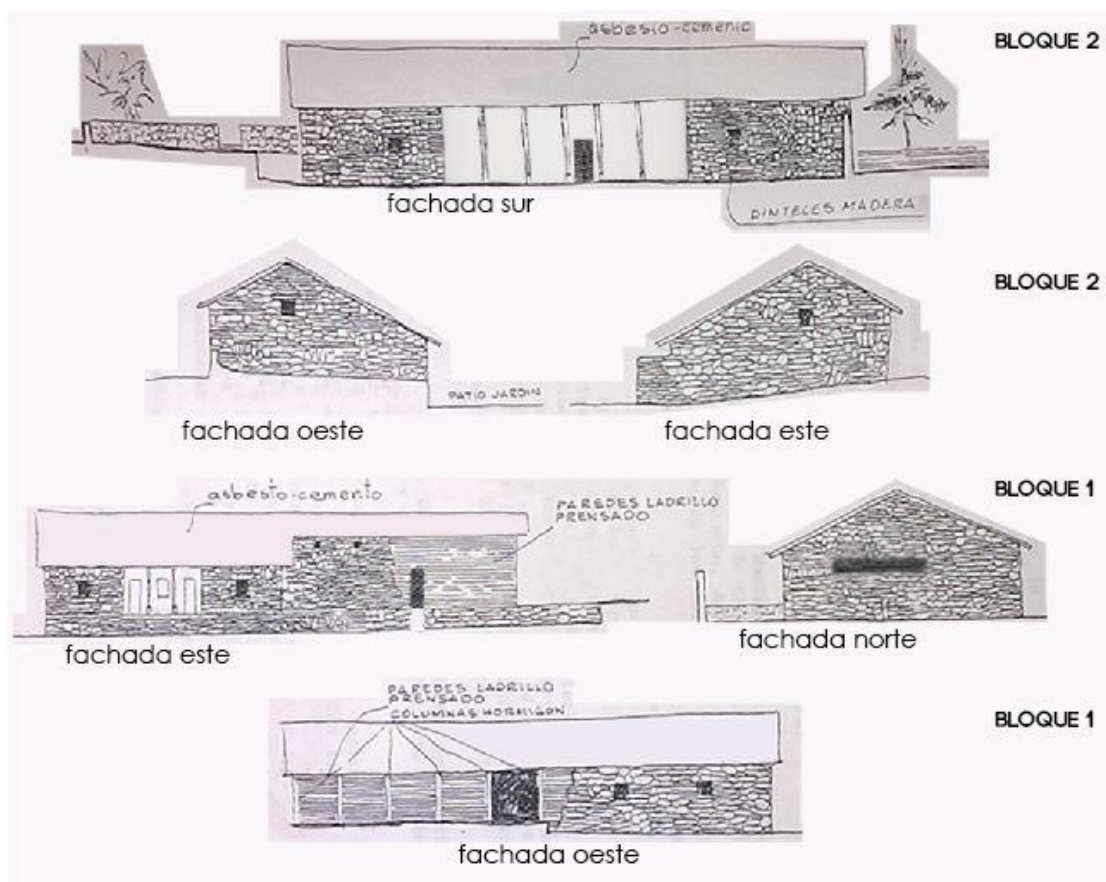 asbesto-cemento
BLOQUE 2
fachada sur
DINTELES MADERA
BLOQUE 2
PATIO JARDIN
fachada oeste
fachada este
BLOQUE 1
asbesto-cemento
PAREDES LADRILLO
PRENSADO
fachada este
fachada norte
PAREDES LADRILLO
PRENSADO
COLUMNAS HORMIGON
BLOQUE 1
fachada oeste